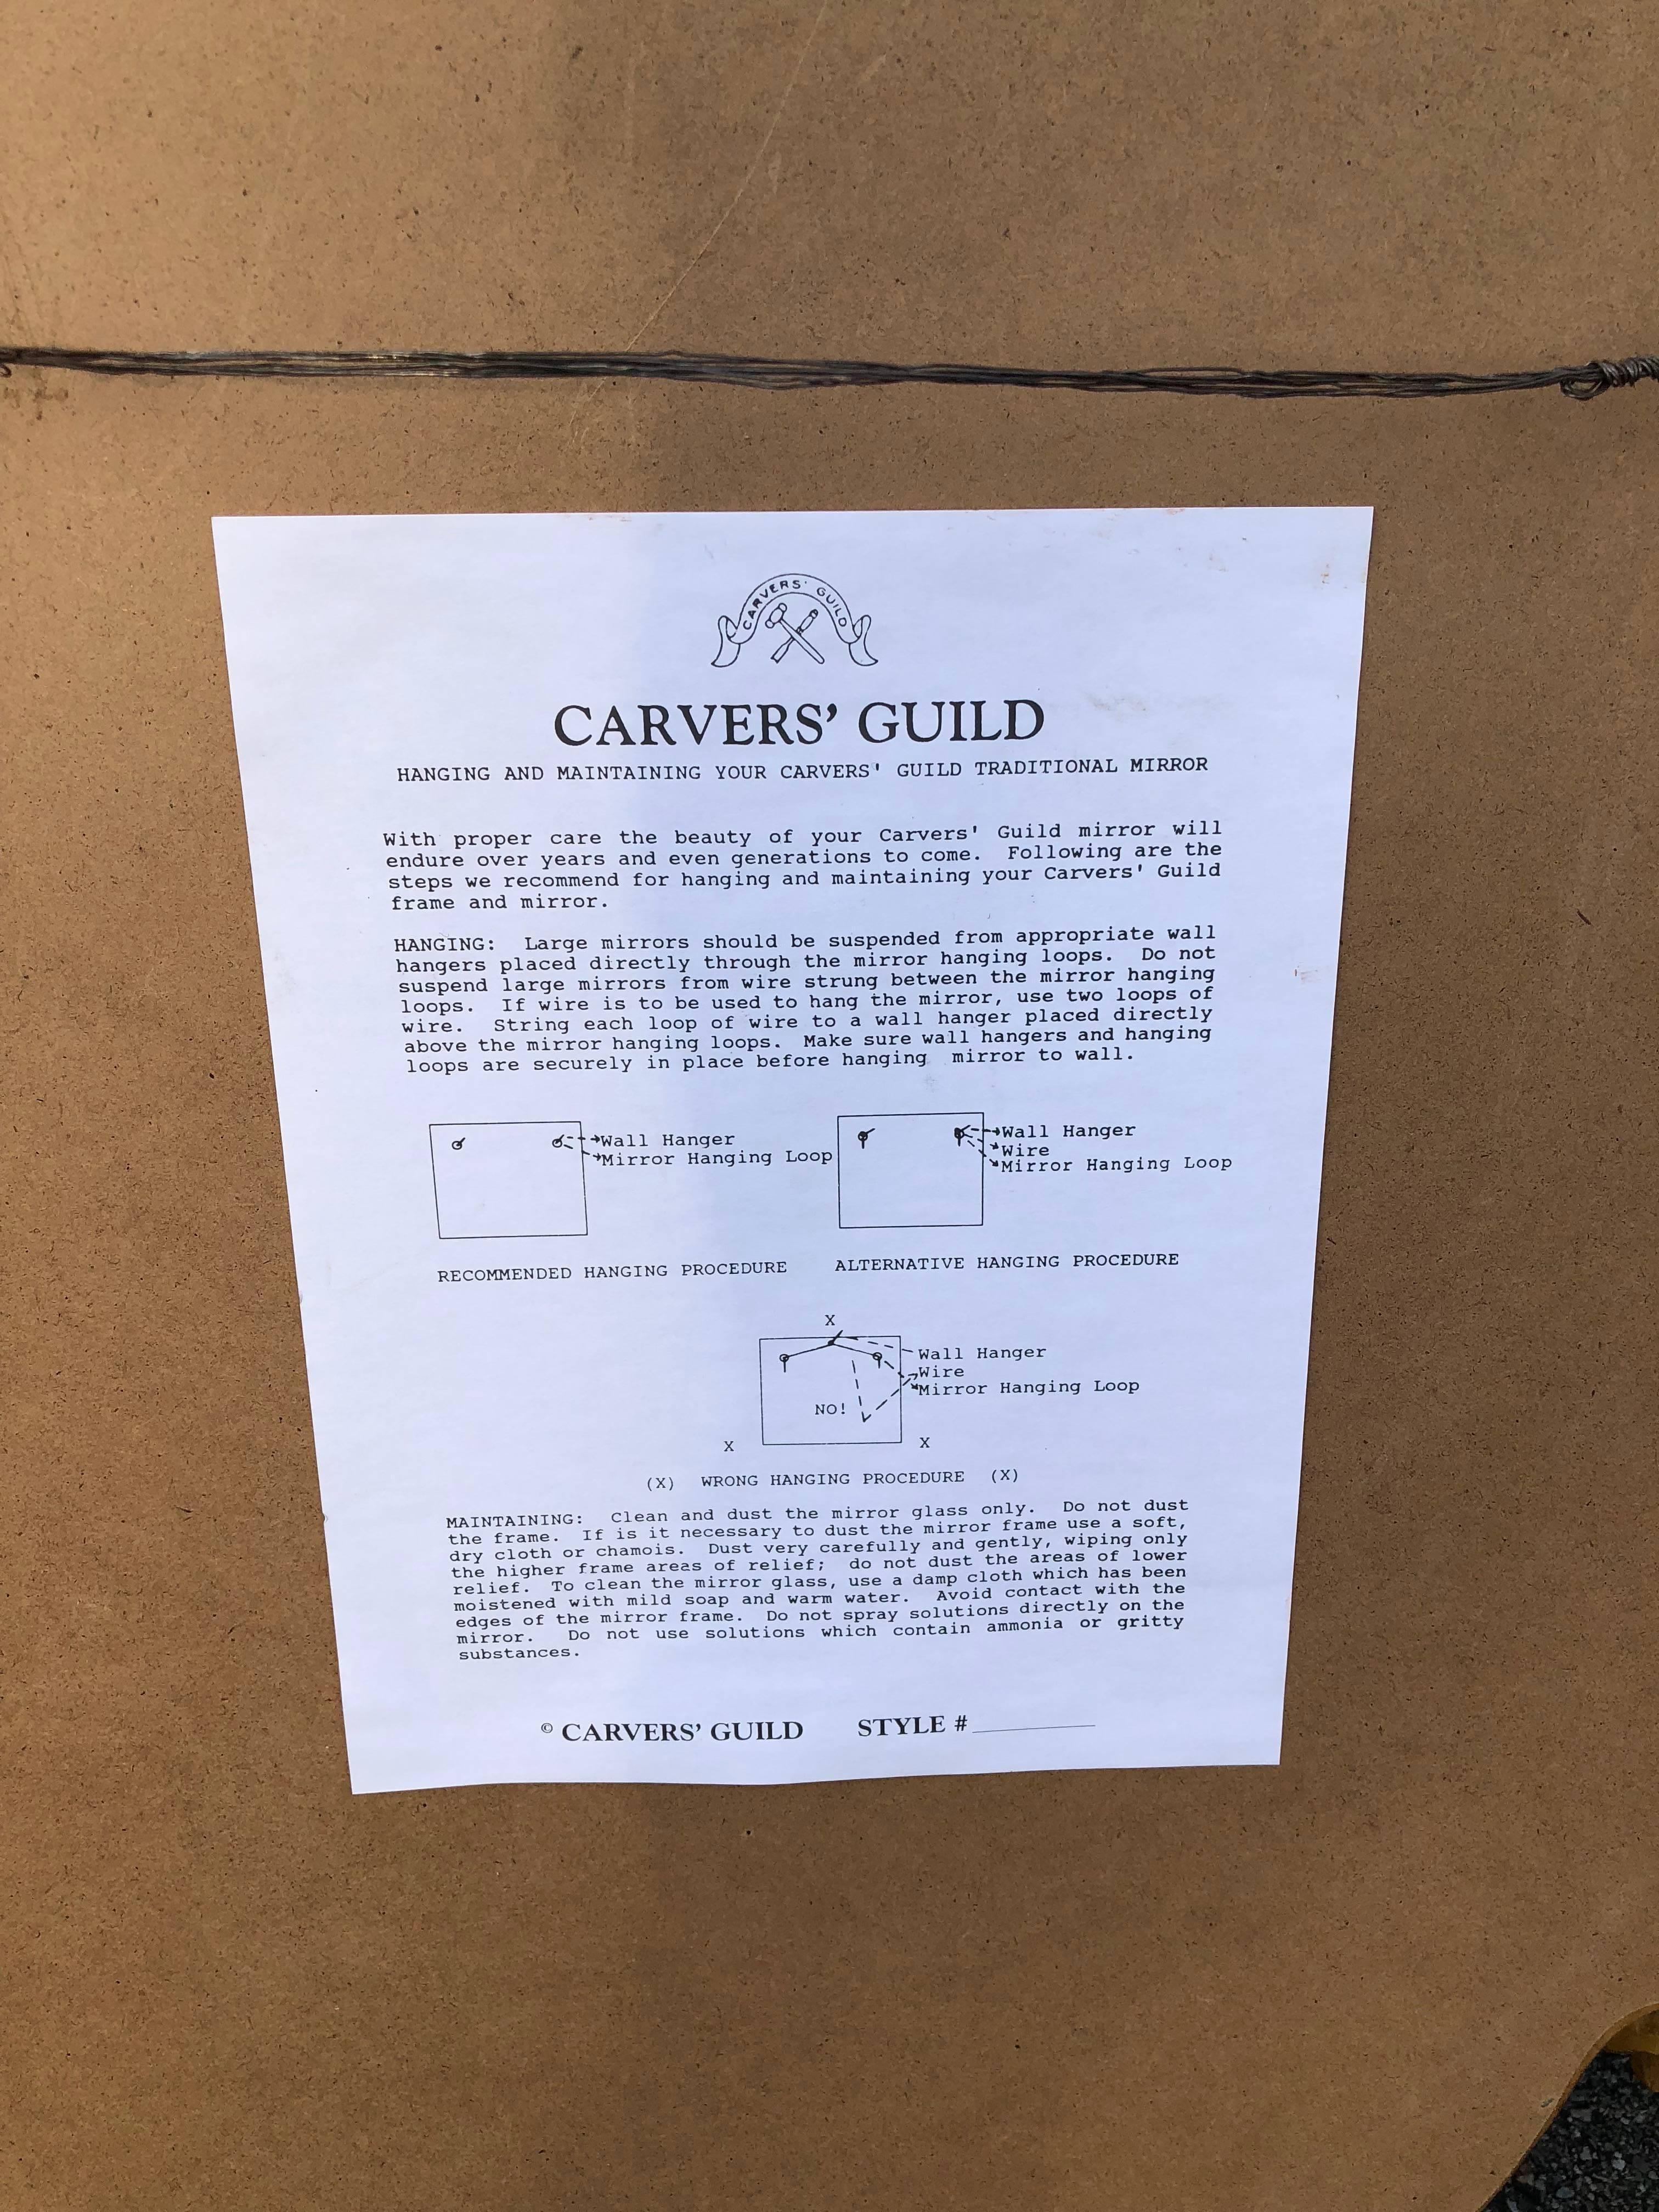 CARVERS' GUILD
CARVERS' GUILD
HANGING AND MAINTAINING YOUR CARVERS' GUILD TRADITIONAL MIRROR
With proper care the beauty of your Carvers' Guild mirror will
endure over years and even generations to come. Following are the
steps we recommend for hanging and maintaining your Carvers' Guild
frame and mirror.
HANGING: Large mirrors should be suspended from appropriate wall
hangers placed directly through the mirror hanging loops. Do not
suspend large mirrors from wire strung between the mirror hanging
loops. If wire is to be used to hang the mirror, use two loops of
wire. String each loop of wire to a wall hanger placed directly
above the mirror hanging loops. Make sure wall hangers and hanging
loops are securely in place before hanging mirror to wall.
Wall Hanger
Mirror Hanging Loop
Wall Hanger
Wire
Mirror Hanging Loop
RECOMMENDED HANGING PROCEDURE
ALTERNATIVE HANGING PROCEDURE
X
Wall Hanger
Wire
Mirror Hanging Loop
NO!
X X
(X) WRONG HANGING PROCEDURE (X)
MAINTAINING: Clean and dust the mirror glass only. Do not dust
the frame. If is it necessary to dust the mirror frame use a soft,
dry cloth or chamois. Dust very carefully and gently, wiping only
the higher frame areas of relief; do not dust the areas of lower
relief. To clean the mirror glass, use a damp cloth which has been
moistened with mild soap and warm water. Avoid contact with the
edges of the mirror frame. Do not spray solutions directly on the
mirror. Do not use solutions which contain ammonia or gritty
substances.
© CARVERS' GUILD STYLE #